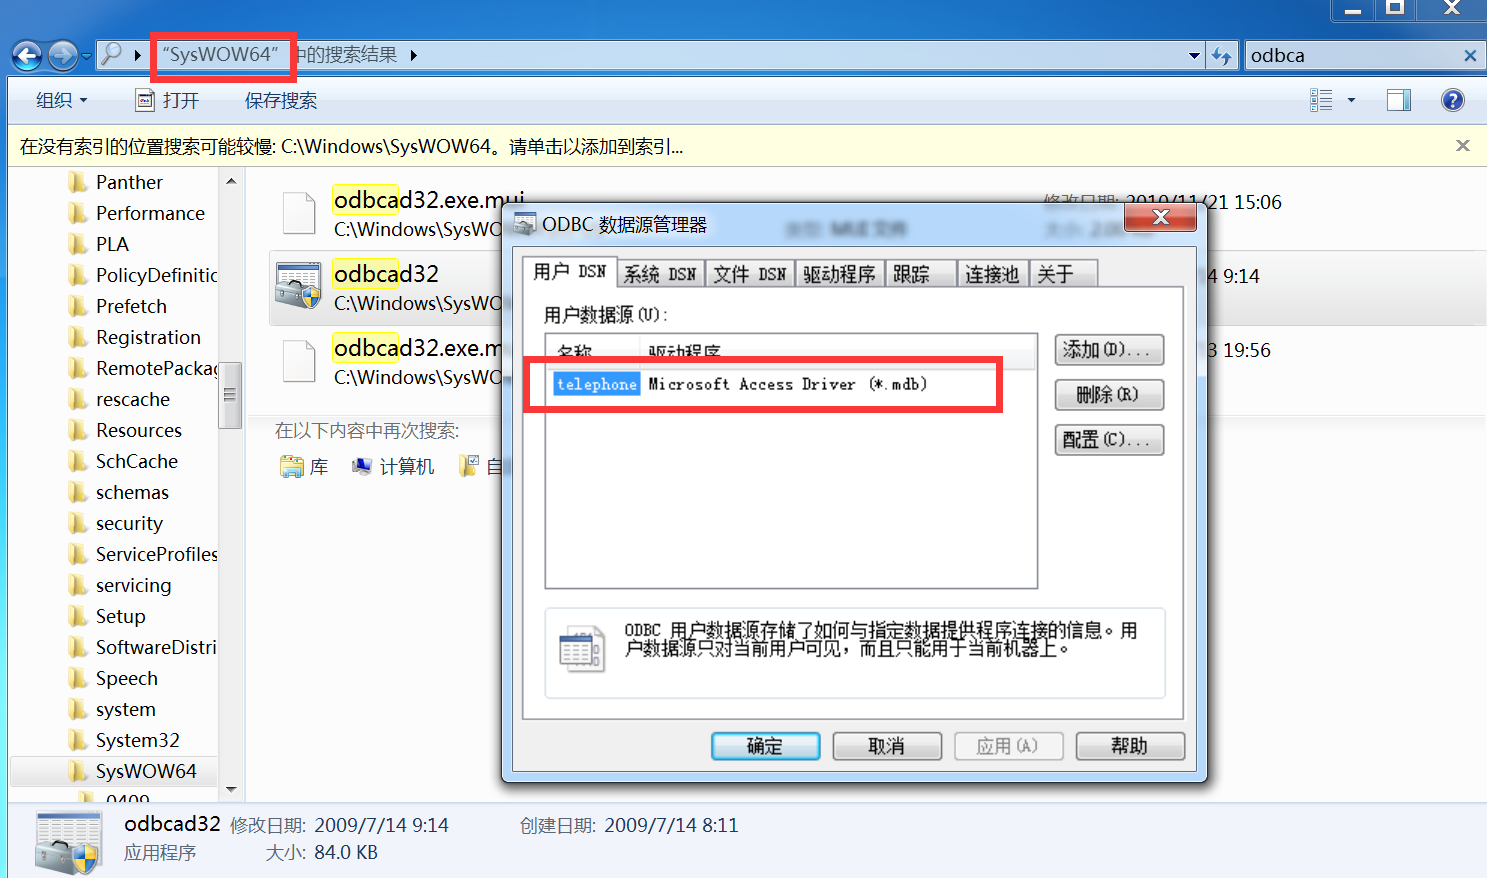 “SysWOW64” 中的搜索结果
odbca
组织
打开
保存搜索
在没有索引的位置搜索可能较慢: C:\Windows\SysWOW64。请单击以添加到索引...
Panther
Performance
PLA
PolicyDefinitic
Prefetch
Registration
RemotePackag
rescache
Resources
SchCache
schemas
security
ServiceProfiles
servicing
Setup
SoftwareDistri
Speech
system
System32
SysWOW64
0409
odbcad32.exe.mui
C:\Windows\SysWO
修改日期: 2010/11/21 15:06
odbcad32
C:\Windows\SysWO
4 9:14
odbcad32.exe.m
C:\Windows\SysWO
3 19:56
在以下内容中再次搜索:
库
计算机
自
ODBC 数据源管理器
类型: MUI 文件
大小: 2.00
用户 DSN
系统 DSN
文件 DSN
驱动程序
跟踪
连接池
关于
用户数据源(U):
名称
驱动程序
telephone
Microsoft Access Driver (*.mdb)
添加(D)...
删除(R)
配置(C)...
ODBC 用户数据源存储了如何与指定数据提供程序连接的信息。用
户数据源只对当前用户可见，而且只能用于当前机器上。
确定
取消
应用(A)
帮助
odbcad32
修改日期: 2009/7/14 9:14
创建日期: 2009/7/14 8:11
应用程序
大小: 84.0 KB